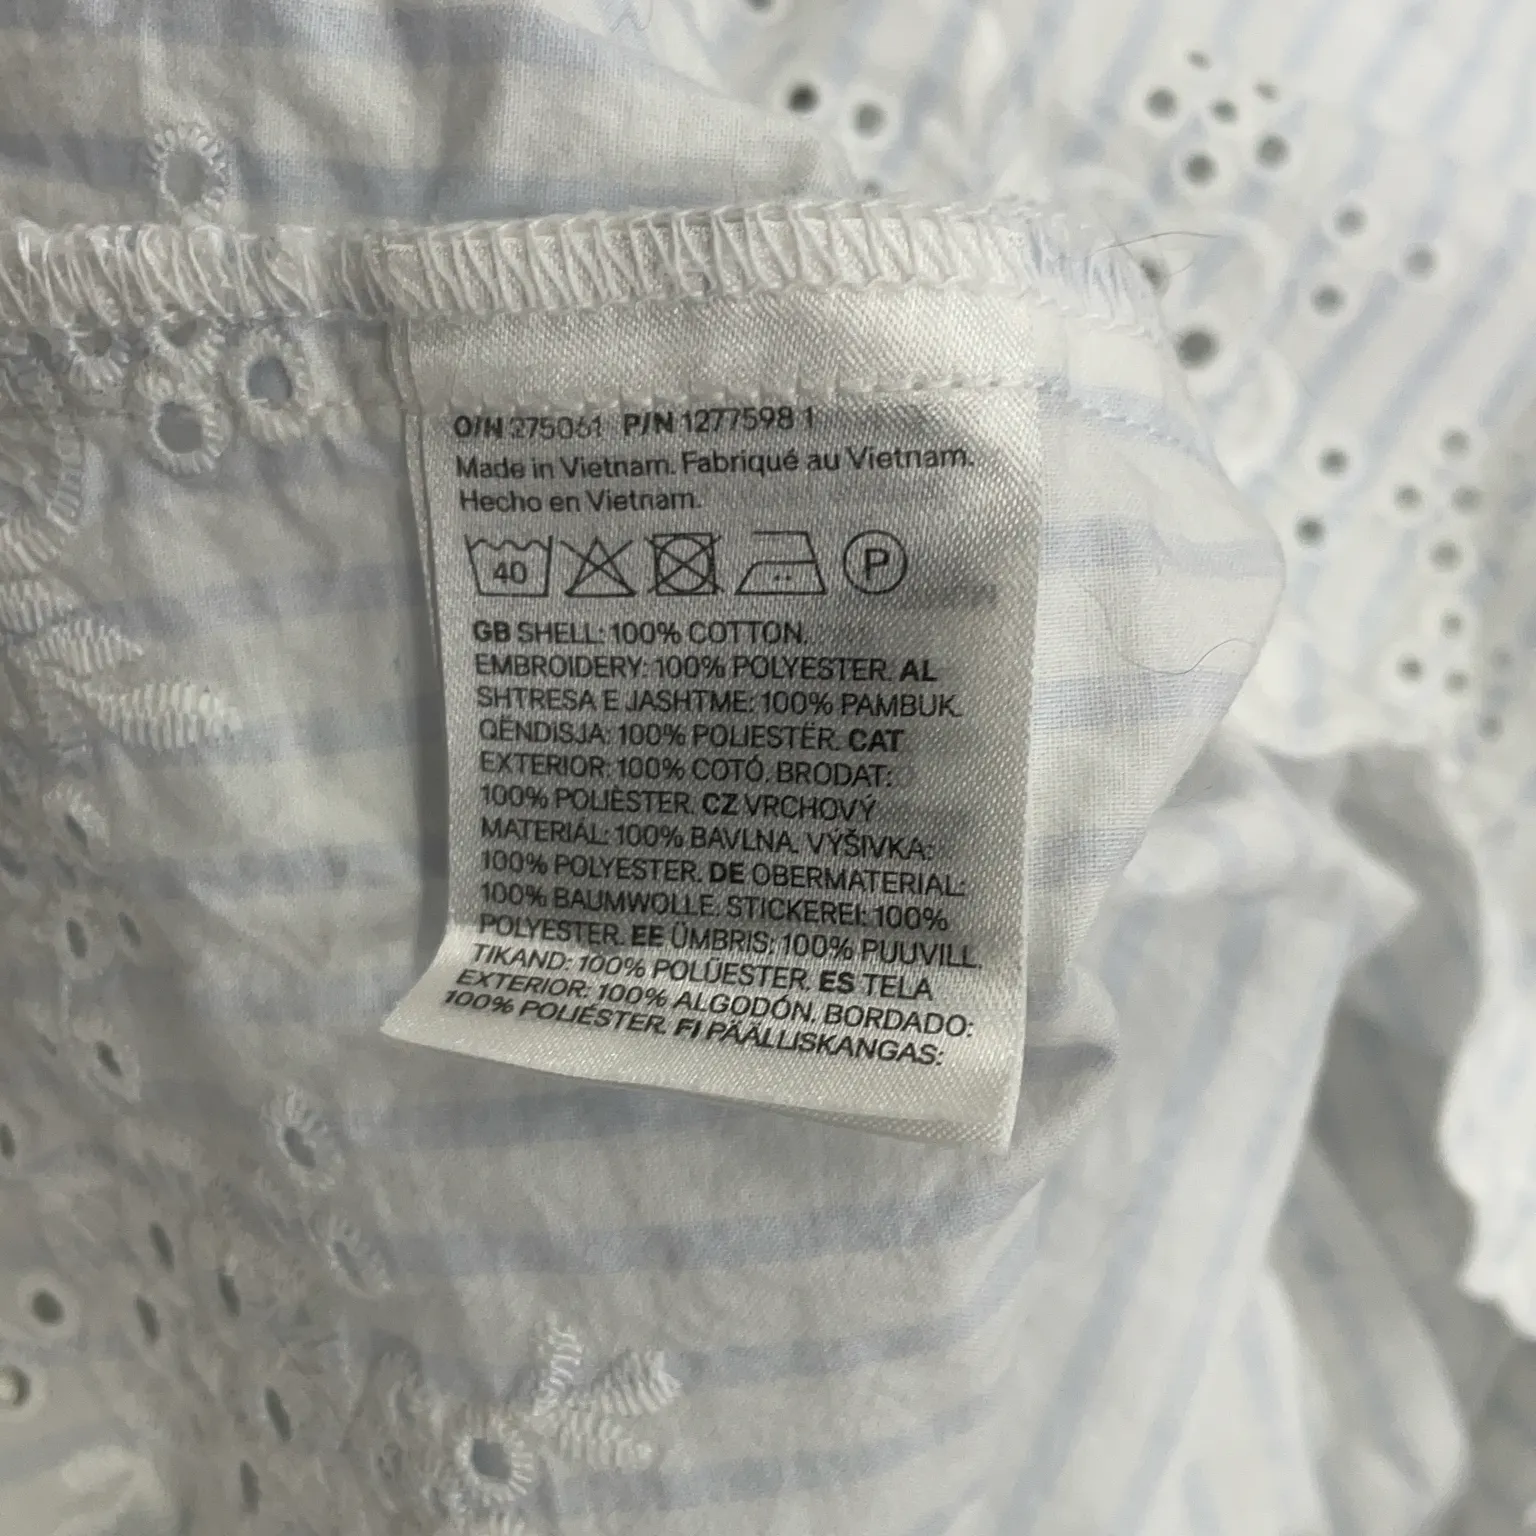 O/N 275061 P/N 1277598 1
Made in Vietnam. Fabriqué au Vietnam.
Hecho en Vietnam.
40 P
GB SHELL: 100% COTTON.
EMBROIDERY: 100% POLYESTER. AL
SHTRESA E JASHTME: 100% PAMBUK.
QËNDISJA: 100% POLIESTËR. CAT
EXTERIOR: 100% COTÓ. BRODAT:
100% POLIÈSTER. CZ VRCHOVÝ
MATERIÁL: 100% BAVLNA. VÝŠIVKA:
100% POLYESTER. DE OBERMATERIAL:
100% BAUMWOLLE. STICKEREI: 100%
POLYESTER. EE ÜMBRIS: 100% PUUVILL.
TIKAND: 100% POLÜESTER. ES TELA
EXTERIOR: 100% ALGODÓN. BORDADO:
100% POLIÉSTER. FI PÄÄLLISKANGAS: